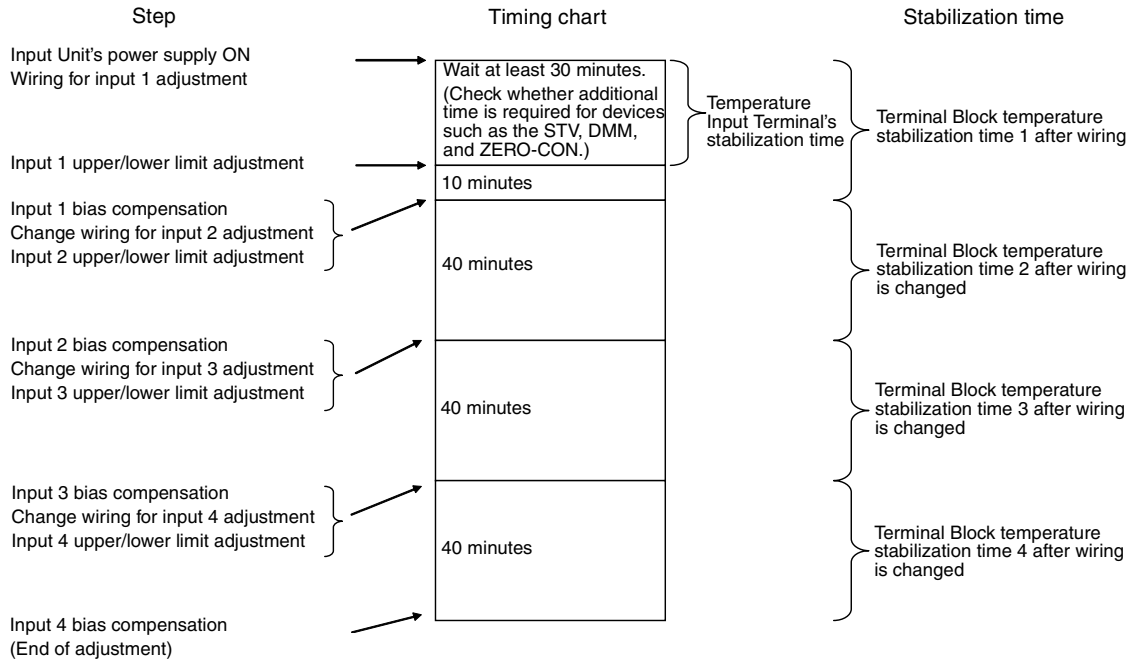 Step
Timing chart
Stabilization time
Input Unit's power supply ON
Wiring for input 1 adjustment
Wait at least 30 minutes.
(Check whether additional
time is required for devices
such as the STV, DMM,
and ZERO-CON.)
Temperature
Input Terminal's
stabilization time
Terminal Block temperature
stabilization time 1 after wiring
Input 1 upper/lower limit adjustment
10 minutes
Input 1 bias compensation
Change wiring for input 2 adjustment
Input 2 upper/lower limit adjustment
40 minutes
Terminal Block temperature
stabilization time 2 after wiring
is changed
Input 2 bias compensation
Change wiring for input 3 adjustment
Input 3 upper/lower limit adjustment
40 minutes
Terminal Block temperature
stabilization time 3 after wiring
is changed
Input 3 bias compensation
Change wiring for input 4 adjustment
Input 4 upper/lower limit adjustment
40 minutes
Terminal Block temperature
stabilization time 4 after wiring
is changed
Input 4 bias compensation
(End of adjustment)